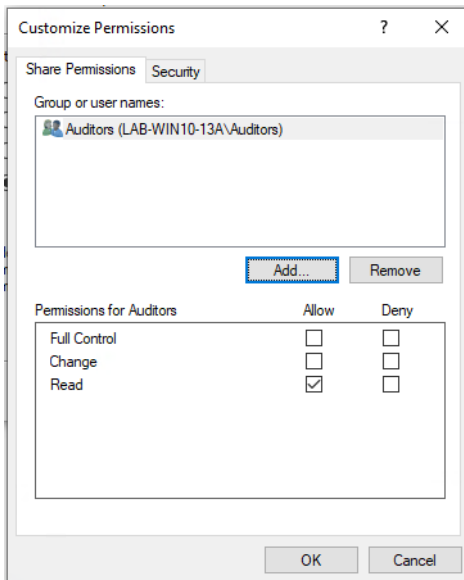 Customize Permissions ?
Share Permissions Security
Group or user names:
Auditors (LAB-WIN10-13A\Auditors)
Add... Remove
Permissions for Auditors Allow Deny
Full Control
Change
Read
OK Cancel